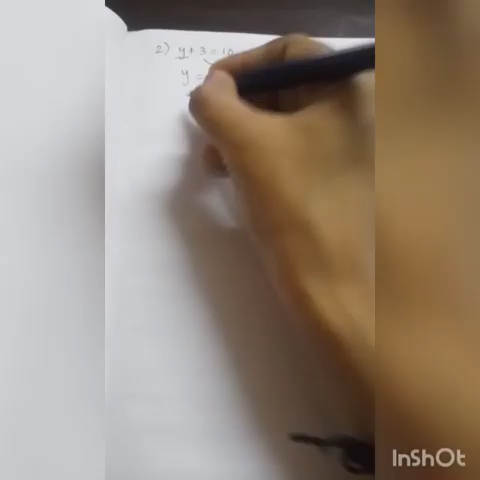 2) y + 3 = 10
y =
InShOt